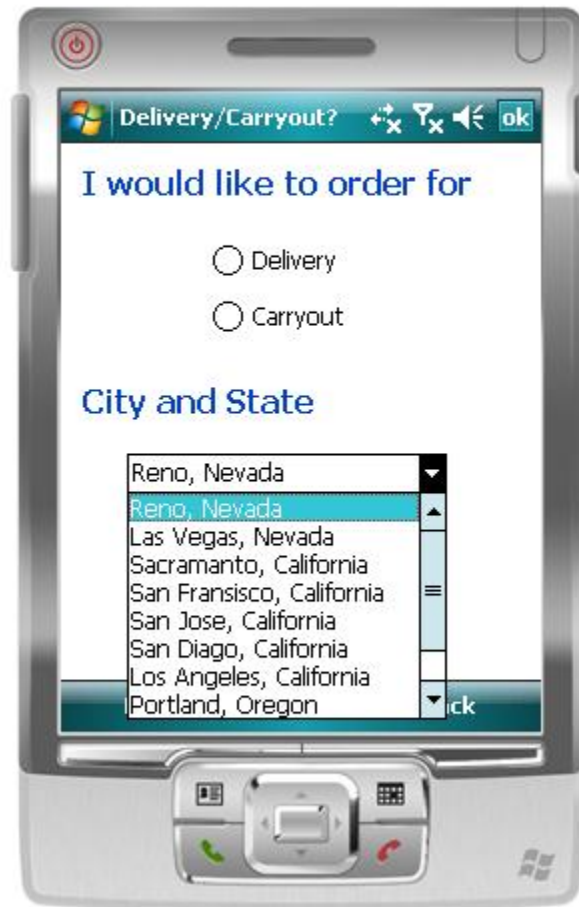 Delivery/Carryout? ok
I would like to order for
Delivery
Carryout
City and State
Reno, Nevada
Reno, Nevada
Las Vegas, Nevada
Sacramanto, California
San Fransisco, California
San Jose, California
San Diago, California
Los Angeles, California
Portland, Oregon